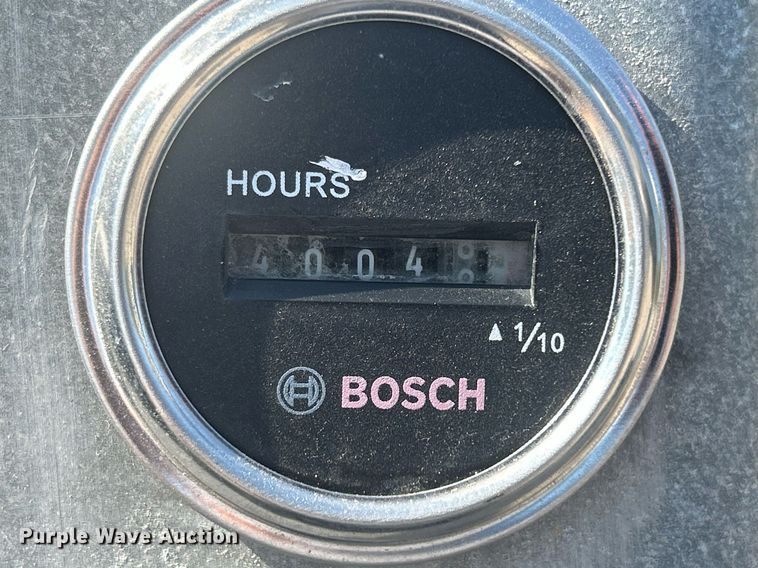 HOURS
4004
1/10
BOSCH
Purple Wave Auction